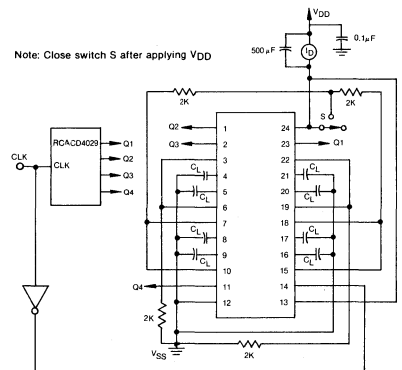 VDD
500 µF
ID
0.1µF
Note: Close switch S after applying VDD
2K
S
2K
RCACD4029
CLK
CLK
Q1
Q2
Q3
Q4
Q2
1
24
Q3
2
23
Q1
3
22
CL
4
21
CL
5
20
CL
CL
6
19
7
18
CL
8
17
CL
9
16
CL
CL
10
15
Q4
11
14
12
13
2K
VSS
2K